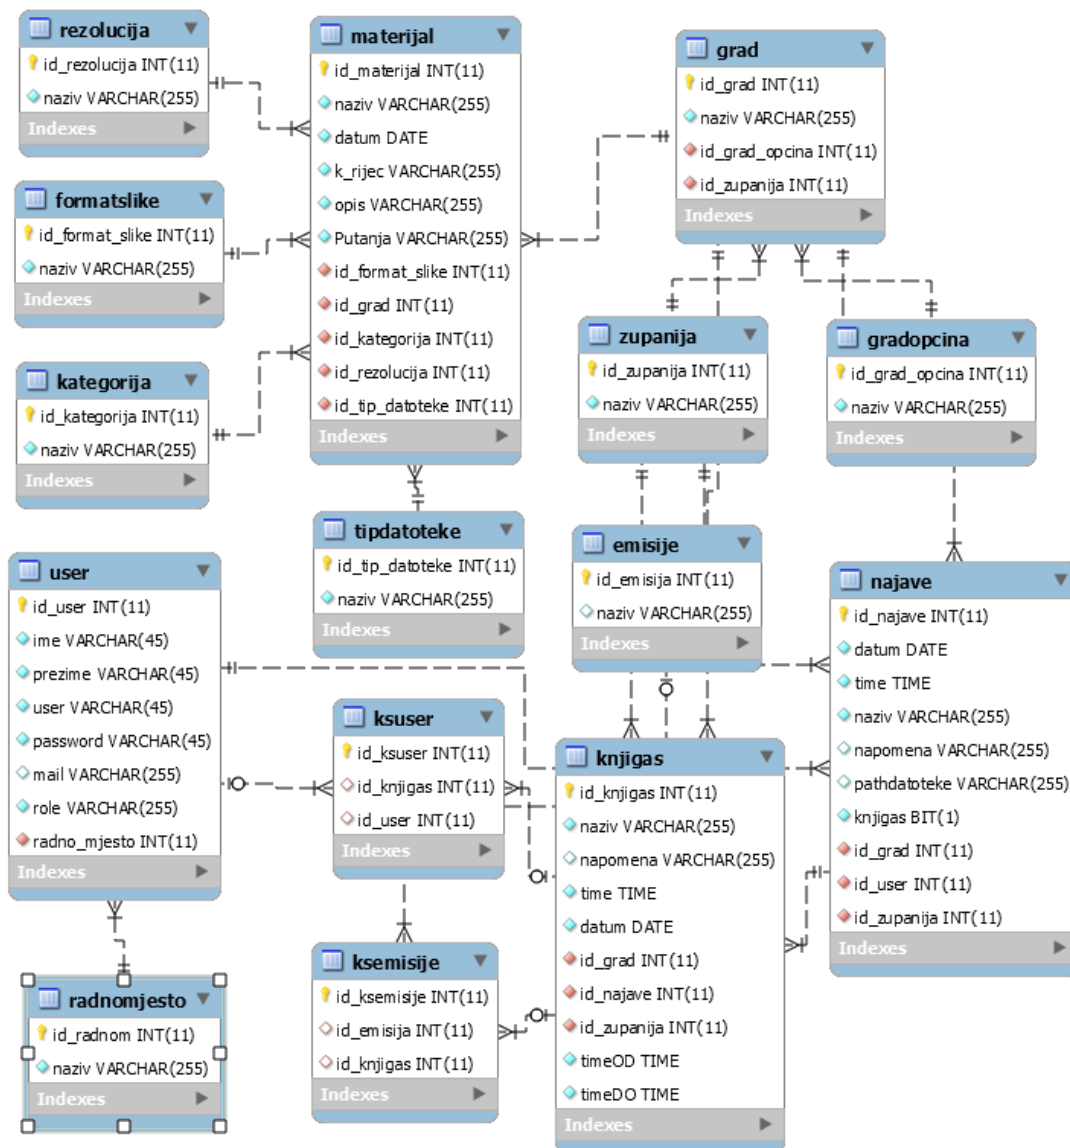 rezolucija
id_rezolucija INT(11)
naziv VARCHAR(255)
Indexes
formatslike
id_format_slike INT(11)
naziv VARCHAR(255)
Indexes
kategorija
id_kategorija INT(11)
naziv VARCHAR(255)
Indexes
materijal
id_materijal INT(11)
naziv VARCHAR(255)
datum DATE
k_rijec VARCHAR(255)
opis VARCHAR(255)
Putanja VARCHAR(255)
id_format_slike INT(11)
id_grad INT(11)
id_kategorija INT(11)
id_rezolucija INT(11)
id_tip_datoteke INT(11)
Indexes
grad
id_grad INT(11)
naziv VARCHAR(255)
id_grad_opcina INT(11)
id_zupanija INT(11)
Indexes
zupanija
id_zupanija INT(11)
naziv VARCHAR(255)
Indexes
gradopcina
id_grad_opcina INT(11)
naziv VARCHAR(255)
Indexes
tipdatoteke
id_tip_datoteke INT(11)
naziv VARCHAR(255)
Indexes
emisije
id_emisija INT(11)
naziv VARCHAR(255)
Indexes
user
id_user INT(11)
ime VARCHAR(45)
prezime VARCHAR(45)
user VARCHAR(45)
password VARCHAR(45)
mail VARCHAR(255)
role VARCHAR(255)
radno_mjesto INT(11)
Indexes
ksuser
id_ksuser INT(11)
id_knjigas INT(11)
id_user INT(11)
Indexes
knjigas
id_knjigas INT(11)
naziv VARCHAR(255)
napomena VARCHAR(255)
time TIME
datum DATE
id_grad INT(11)
id_najave INT(11)
id_zupanija INT(11)
timeOD TIME
timeDO TIME
Indexes
najave
id_najave INT(11)
datum DATE
time TIME
naziv VARCHAR(255)
napomena VARCHAR(255)
pathdatoteke VARCHAR(255)
knjigas BIT(1)
id_grad INT(11)
id_user INT(11)
id_zupanija INT(11)
Indexes
radnomjesto
id_radnom INT(11)
naziv VARCHAR(255)
Indexes
ksemisije
id_ksemisije INT(11)
id_emisija INT(11)
id_knjigas INT(11)
Indexes